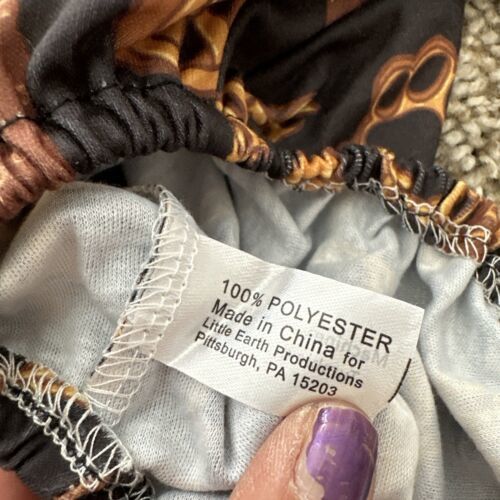 100% POLYESTER
Made in China for
Little Earth Productions
Pittsburgh, PA 15203